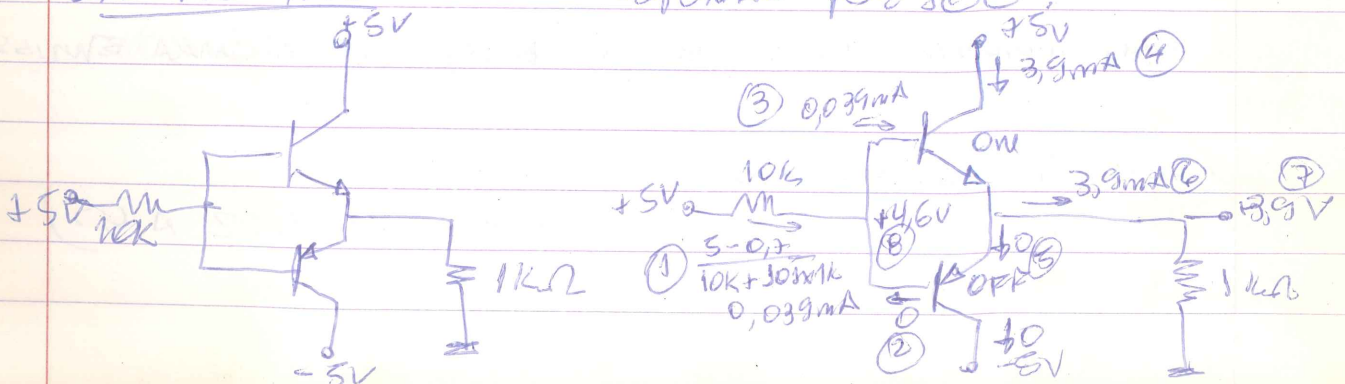 +5V
+5V
10K
1KΩ
-5V
+5V
3,9mA ④
③ 0,039mA
ON
10k
+5V
+4,6V
⑧
3,9mA ⑥
⑦
3,9V
① 5-0,7
10k+101x1k
0,039mA
0 ⑤
OFF
0
②
0
-5V
1kΩ